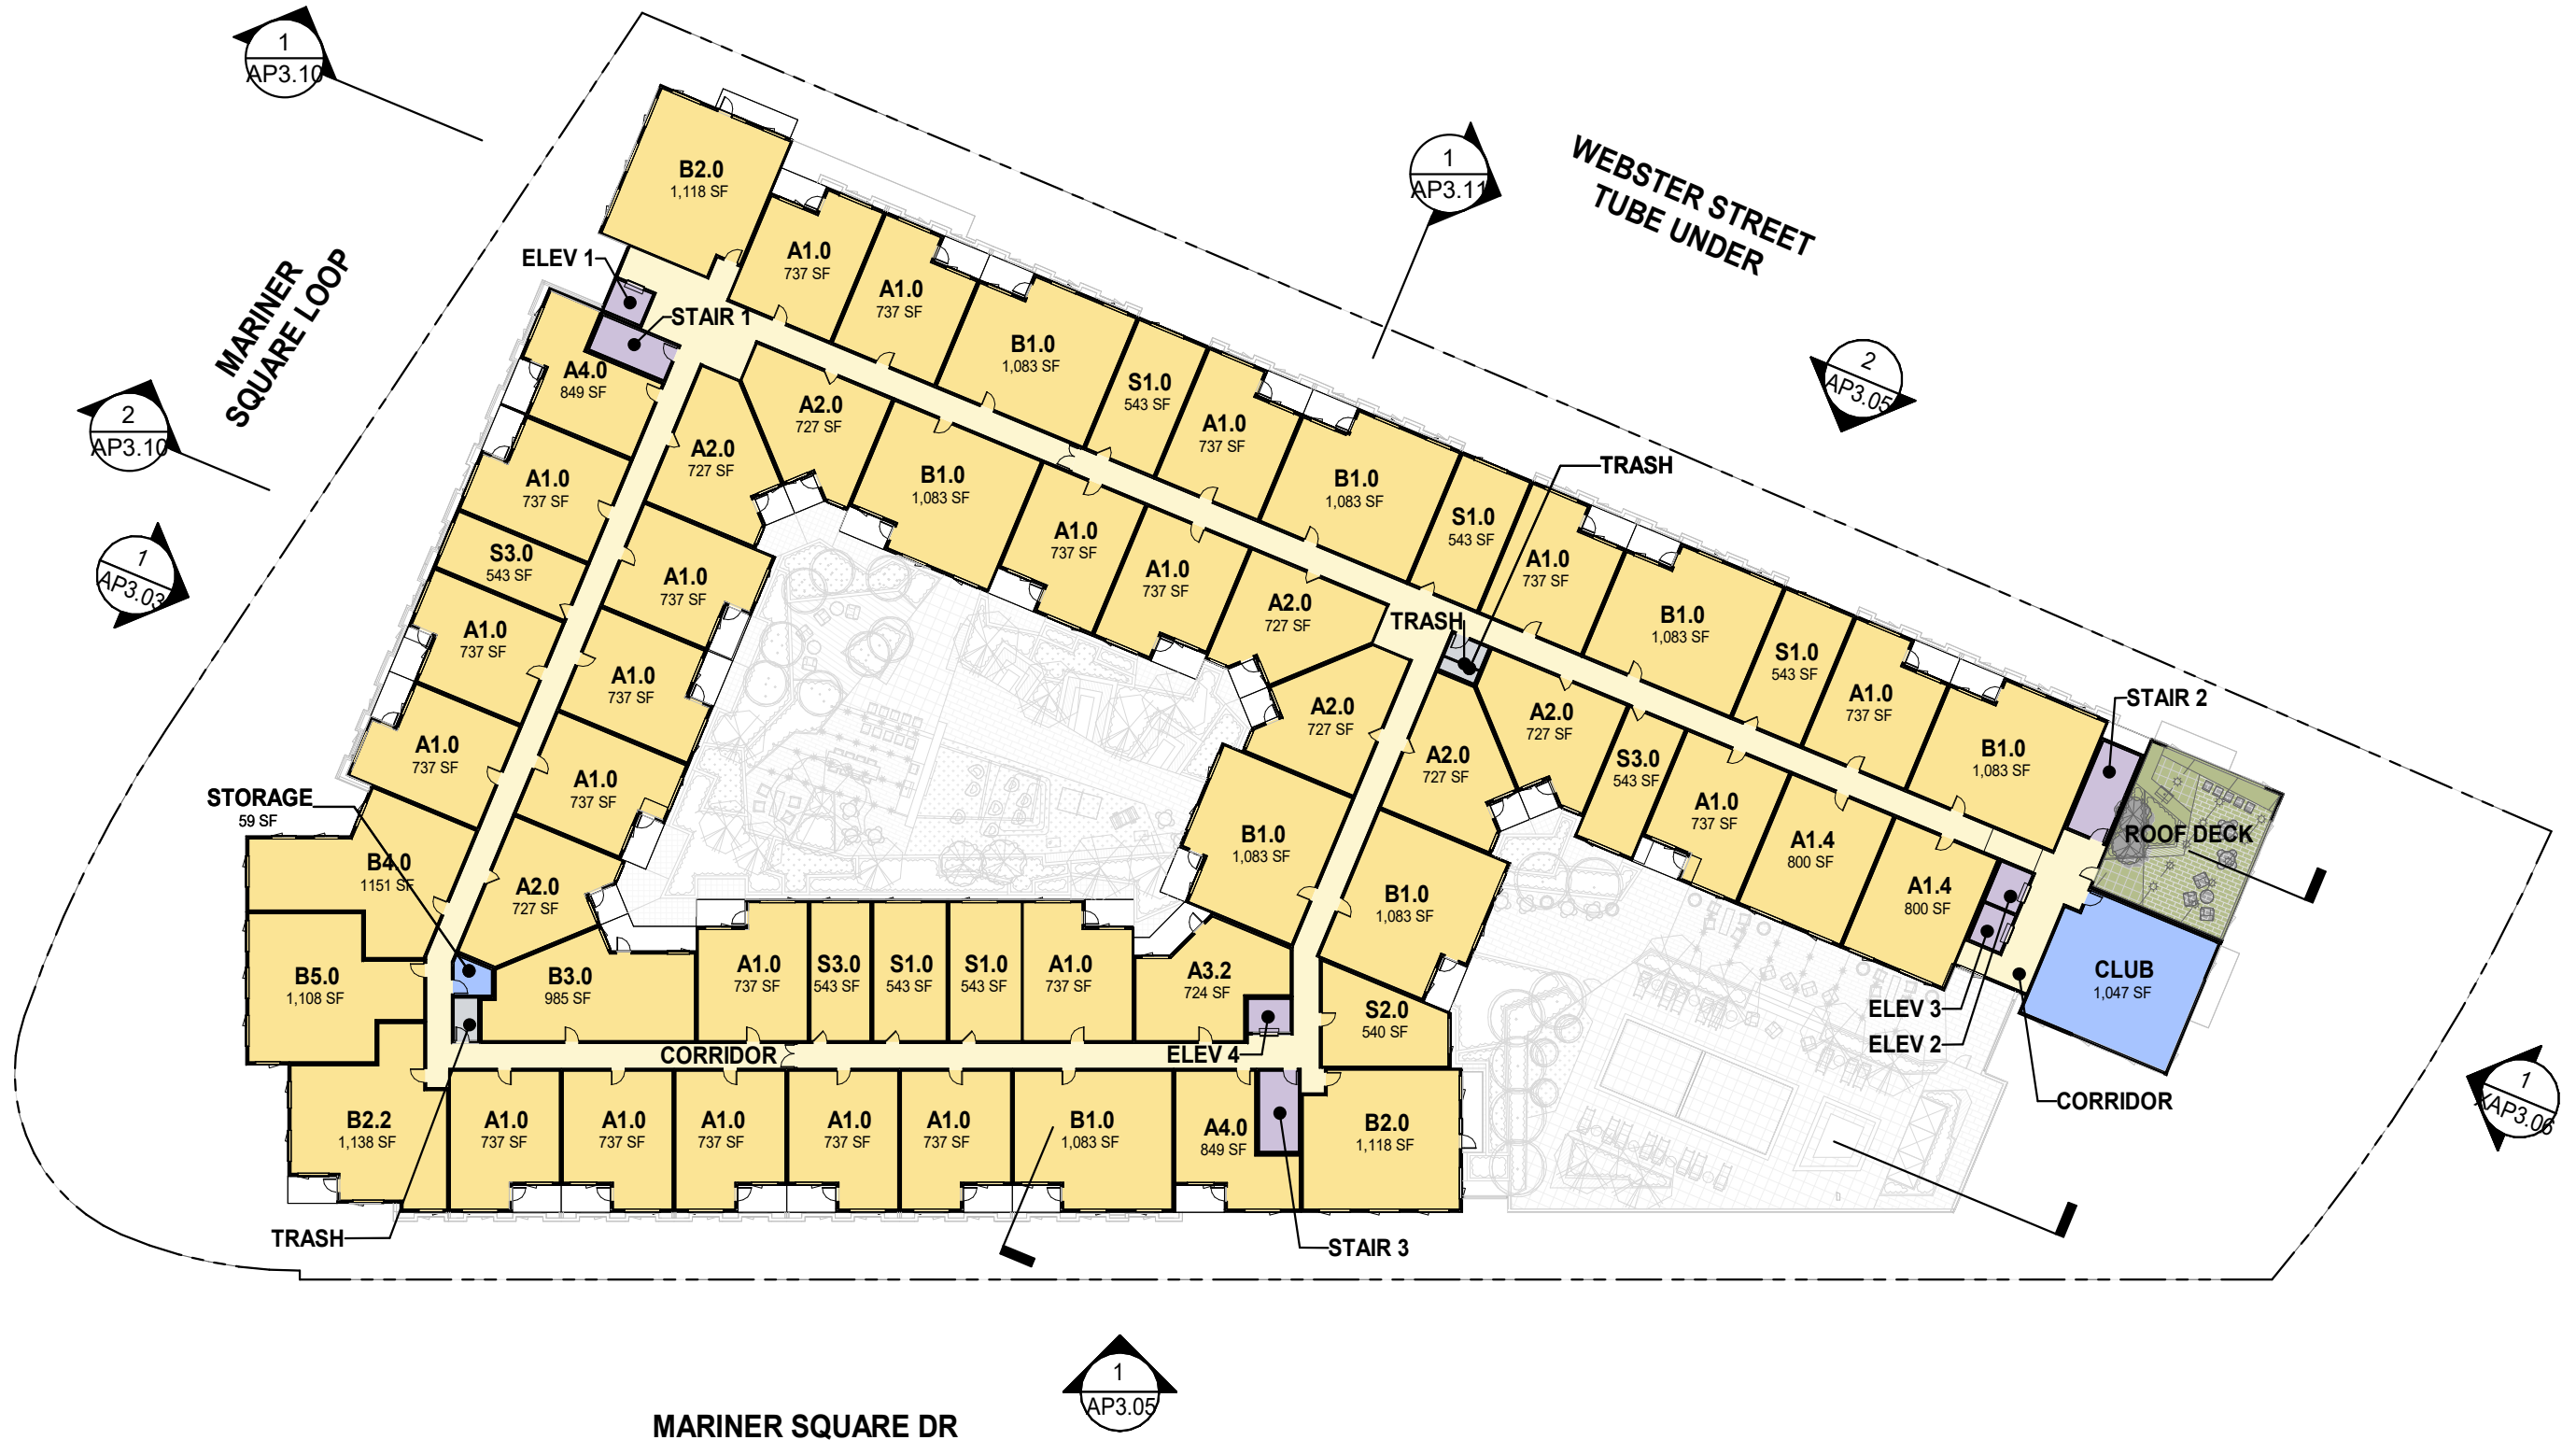 1
AP3.10
1
AP3.11
WEBSTER STREET
TUBE UNDER
B2.0
1,118 SF
ELEV 1
STAIR 1
MARINER
SQUARE LOOP
A1.0
737 SF
A1.0
737 SF
B1.0
1,083 SF
S1.0
543 SF
A1.0
737 SF
B1.0
1,083 SF
S1.0
543 SF
A1.0
737 SF
B1.0
1,083 SF
S1.0
543 SF
A1.0
737 SF
B1.0
1,083 SF
2
AP3.05
2
AP3.10
1
AP3.03
A4.0
849 SF
A2.0
727 SF
A2.0
727 SF
B1.0
1,083 SF
A1.0
737 SF
A1.0
737 SF
A2.0
727 SF
TRASH
TRASH
A1.0
737 SF
S3.0
543 SF
A1.0
737 SF
A1.0
737 SF
A1.0
737 SF
A1.0
737 SF
A1.0
737 SF
A2.0
727 SF
A2.0
727 SF
A2.0
727 SF
A2.0
727 SF
S3.0
543 SF
A1.0
737 SF
A1.4
800 SF
A1.4
800 SF
STAIR 2
ROOF DECK
STORAGE
59 SF
B4.0
1151 SF
B1.0
1,083 SF
B1.0
1,083 SF
B5.0
1,108 SF
B3.0
985 SF
A1.0
737 SF
S3.0
543 SF
S1.0
543 SF
S1.0
543 SF
A1.0
737 SF
A3.2
724 SF
S2.0
540 SF
CLUB
1,047 SF
ELEV 3
ELEV 2
CORRIDOR
ELEV 4
CORRIDOR
1
XAP3.06
B2.2
1,138 SF
A1.0
737 SF
A1.0
737 SF
A1.0
737 SF
A1.0
737 SF
A1.0
737 SF
B1.0
1,083 SF
A4.0
849 SF
B2.0
1,118 SF
TRASH
STAIR 3
1
AP3.05
MARINER SQUARE DR